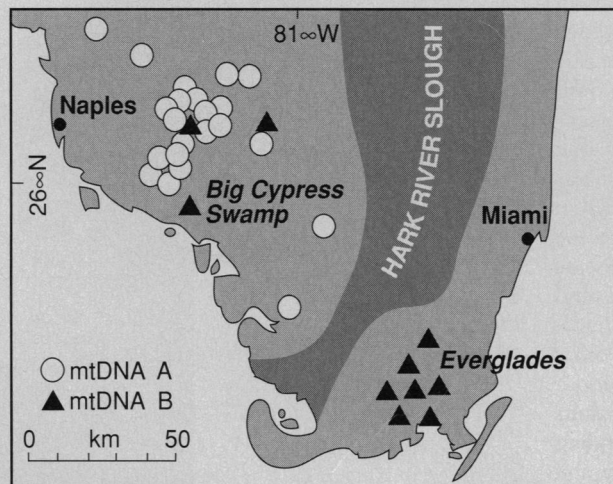 81∞W
HARK RIVER SLOUGH
Naples
26∞N
Big Cypress
Swamp
Miami
Everglades
mtDNA A
mtDNA B
0 km 50